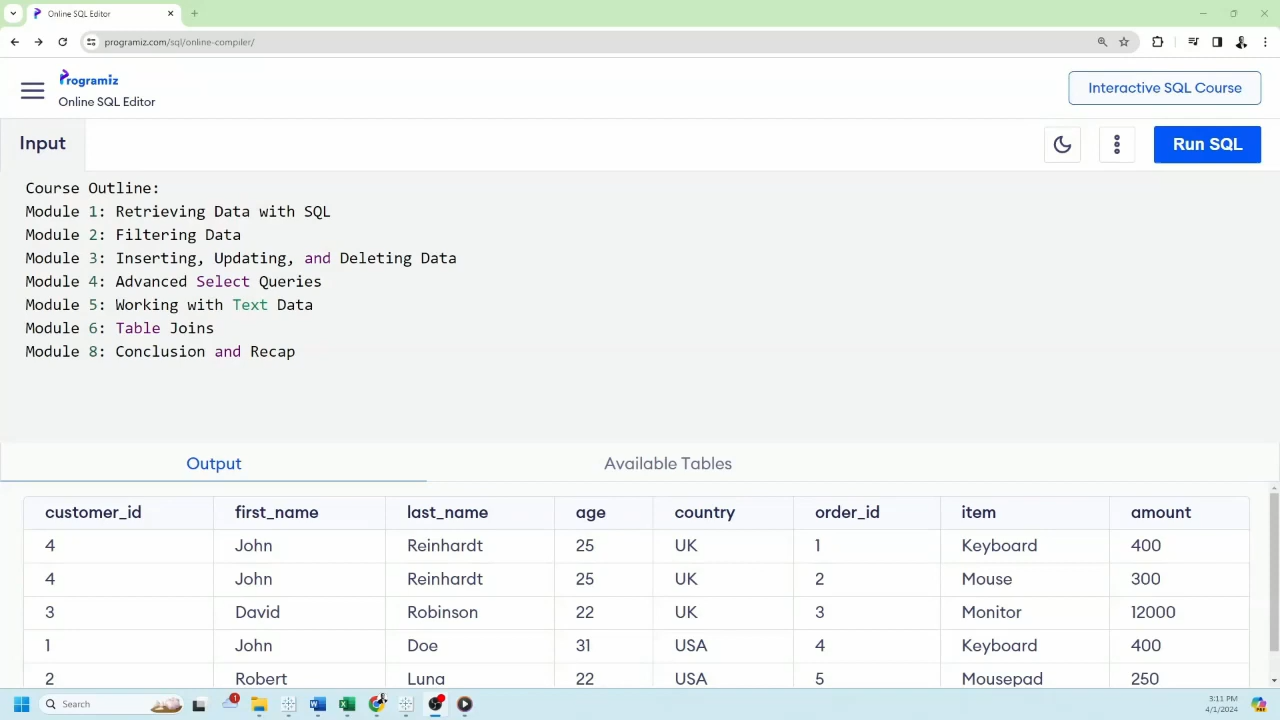 Online SQL Editor
programiz.com/sql/online-compiler/
Programiz
Online SQL Editor
Interactive SQL Course
Input
Run SQL
Course Outline:
Module 1: Retrieving Data with SQL
Module 2: Filtering Data
Module 3: Inserting, Updating, and Deleting Data
Module 4: Advanced Select Queries
Module 5: Working with Text Data
Module 6: Table Joins
Module 8: Conclusion and Recap
Output Available Tables
customer_id first_name last_name age country order_id item amount
4 John Reinhardt 25 UK 1 Keyboard 400
4 John Reinhardt 25 UK 2 Mouse 300
3 David Robinson 22 UK 3 Monitor 12000
1 John Doe 31 USA 4 Keyboard 400
2 Robert Luna 22 USA 5 Mousepad 250
Search 1 3:11 PM
4/1/2024